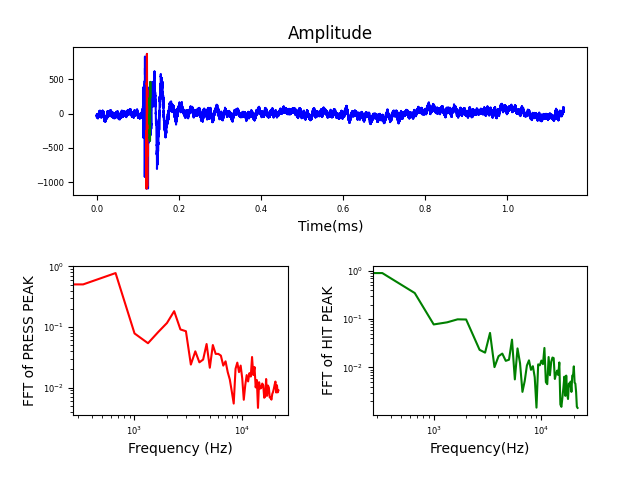 Amplitude
500
0
−500
−1000
0.0 0.2 0.4 0.6 0.8 1.0
Time(ms)
FFT of PRESS PEAK
10⁰
10⁻¹
10⁻²
10³ 10⁴
Frequency (Hz)
FFT of HIT PEAK
10⁰
10⁻¹
10⁻²
10³ 10⁴
Frequency(Hz)